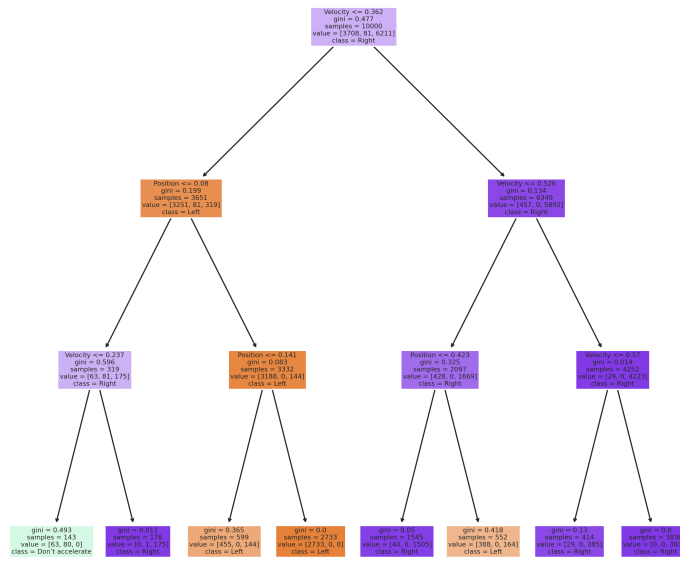 Velocity <= 0.362
gini = 0.477
samples = 10000
value = [3708, 81, 6211]
class = Right
Position <= 0.08
gini = 0.199
samples = 3651
value = [3251, 81, 319]
class = Left
Velocity <= 0.526
gini = 0.134
samples = 6349
value = [457, 0, 5892]
class = Right
Velocity <= 0.237
gini = 0.596
samples = 319
value = [63, 81, 175]
class = Right
Position <= 0.141
gini = 0.083
samples = 3332
value = [3188, 0, 144]
class = Left
Position <= 0.423
gini = 0.325
samples = 2097
value = [428, 0, 1669]
class = Right
Velocity <= 0.57
gini = 0.014
samples = 4252
value = [29, 0, 4223]
class = Right
gini = 0.493
samples = 143
value = [63, 80, 0]
class = Don't accelerate
gini = 0.011
samples = 176
value = [0, 1, 175]
class = Right
gini = 0.365
samples = 599
value = [455, 0, 144]
class = Left
gini = 0.0
samples = 2733
value = [2733, 0, 0]
class = Left
gini = 0.05
samples = 1545
value = [40, 0, 1505]
class = Right
gini = 0.418
samples = 552
value = [388, 0, 164]
class = Left
gini = 0.13
samples = 414
value = [29, 0, 385]
class = Right
gini = 0.0
samples = 3838
value = [0, 0, 383
class = Right